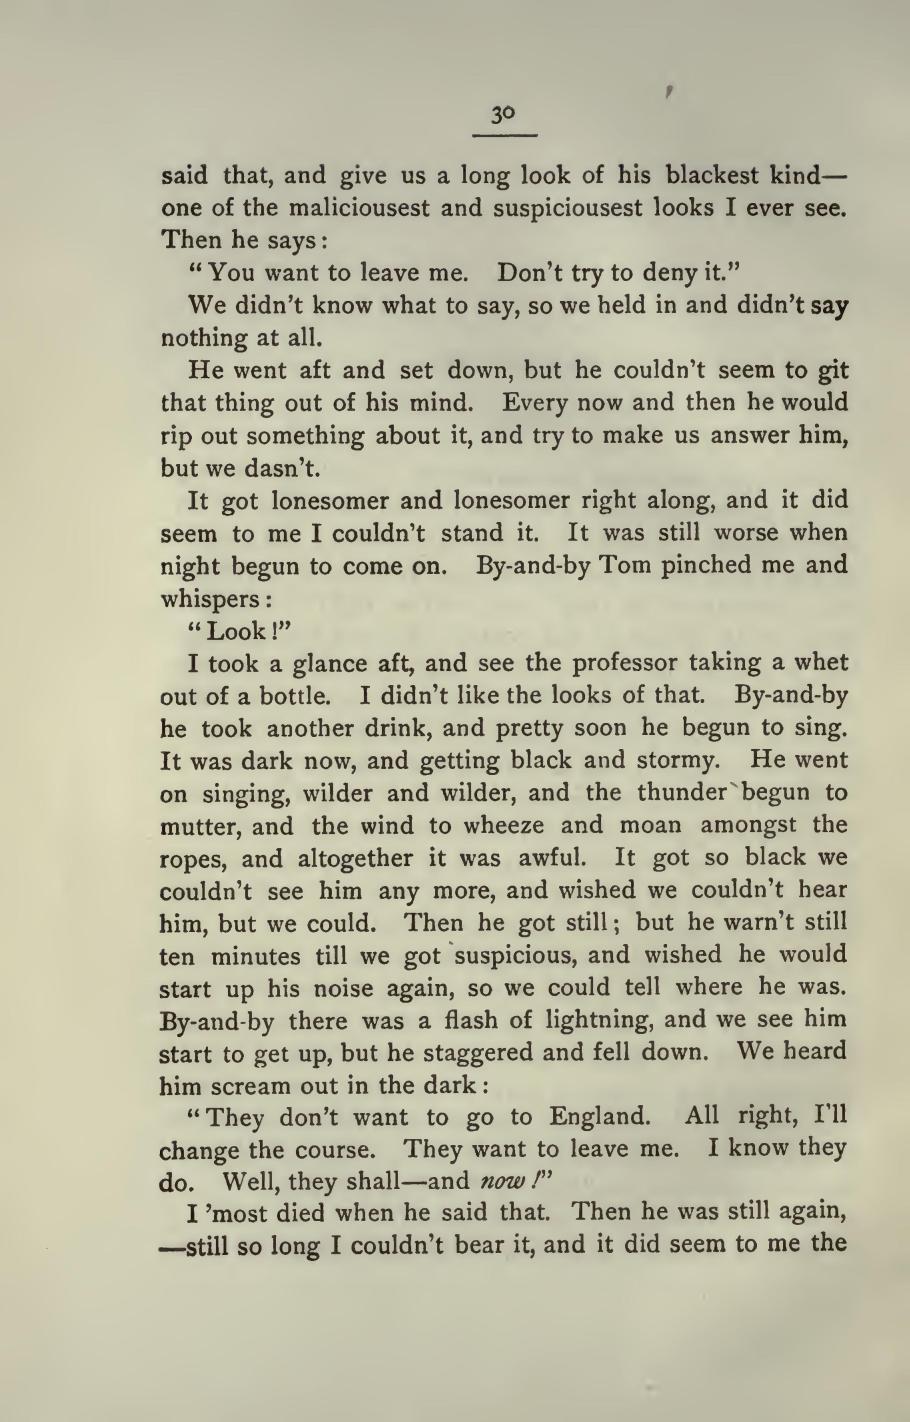 30
said that, and give us a long look of his blackest kind—
one of the maliciousest and suspiciousest looks I ever see.
Then he says:
"You want to leave me. Don't try to deny it."
We didn't know what to say, so we held in and didn't say
nothing at all.
He went aft and set down, but he couldn't seem to git
that thing out of his mind. Every now and then he would
rip out something about it, and try to make us answer him,
but we dasn't.
It got lonesomer and lonesomer right along, and it did
seem to me I couldn't stand it. It was still worse when
night begun to come on. By-and-by Tom pinched me and
whispers:
"Look!"
I took a glance aft, and see the professor taking a whet
out of a bottle. I didn't like the looks of that. By-and-by
he took another drink, and pretty soon he begun to sing.
It was dark now, and getting black and stormy. He went
on singing, wilder and wilder, and the thunder begun to
mutter, and the wind to wheeze and moan amongst the
ropes, and altogether it was awful. It got so black we
couldn't see him any more, and wished we couldn't hear
him, but we could. Then he got still; but he warn't still
ten minutes till we got suspicious, and wished he would
start up his noise again, so we could tell where he was.
By-and-by there was a flash of lightning, and we see him
start to get up, but he staggered and fell down. We heard
him scream out in the dark:
"They don't want to go to England. All right, I'll
change the course. They want to leave me. I know they
do. Well, they shall—and now!"
I 'most died when he said that. Then he was still again,
—still so long I couldn't bear it, and it did seem to me the